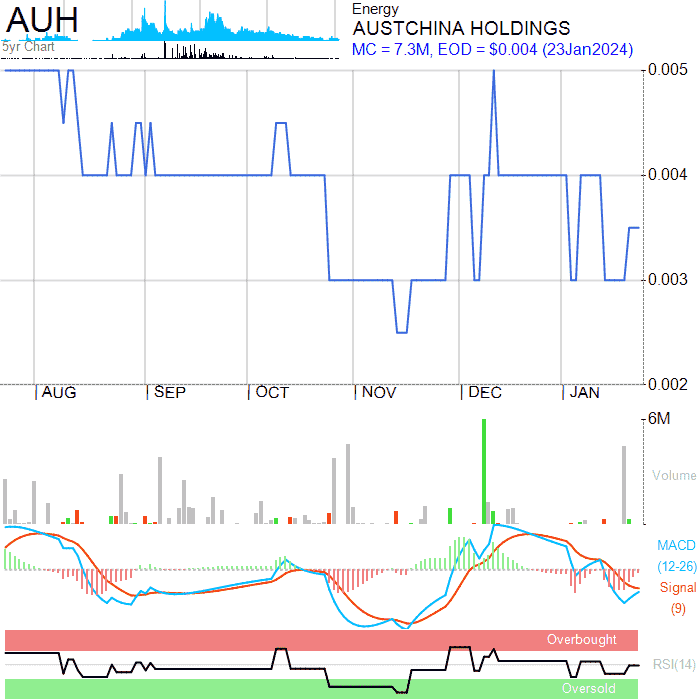 AUH
5yr Chart
Energy
AUSTCHINA HOLDINGS
MC = 7.3M, EOD = $0.004 (23Jan2024)
0.005
0.004
0.003
0.002
AUG SEP OCT NOV DEC JAN
6M
Volume
MACD
(12-26)
Signal
(9)
Overbought
RSI(14)
Oversold